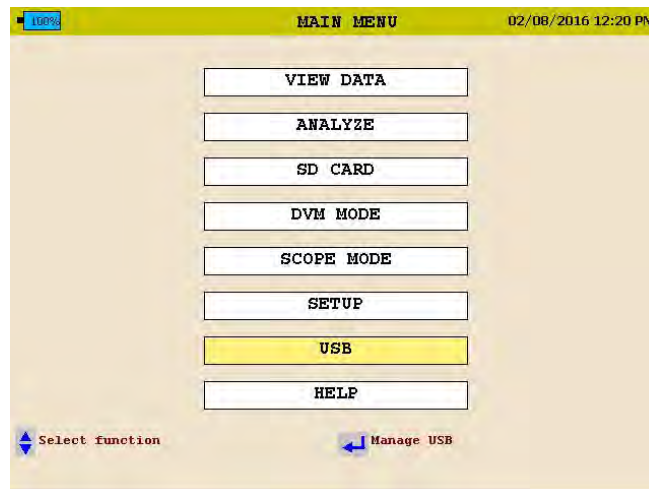 100% MAIN MENU 02/08/2016 12:20 PM
VIEW DATA
ANALYZE
SD CARD
DVM MODE
SCOPE MODE
SETUP
USB
HELP
Select function Manage USB